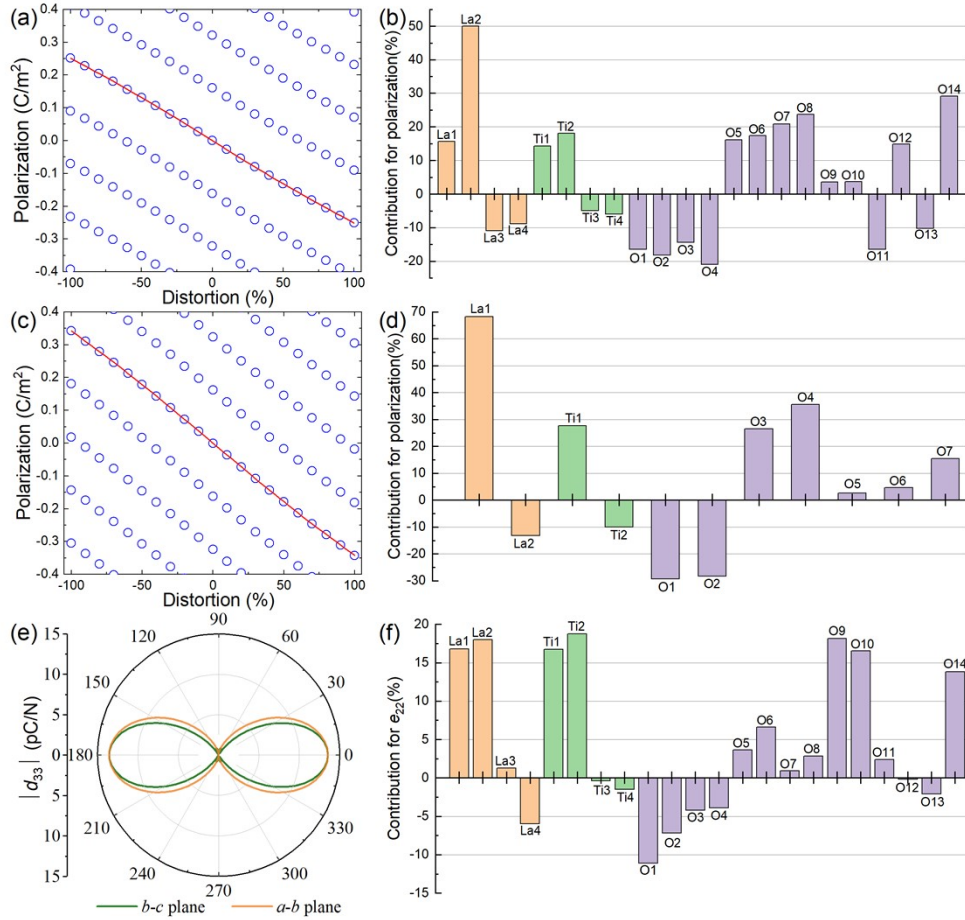 (a)
Polarization (C/m²)
0.4
0.3
0.2
0.1
0.0
-0.1
-0.2
-0.3
-0.4
-100 -50 0 50 100
Distortion (%)
(b)
Contribution for polarization(%)
50
40
30
20
10
0
-10
-20
La1
La2
La3
La4
Ti1
Ti2
Ti3
Ti4
O1
O2
O3
O4
O5
O6
O7
O8
O9
O10
O11
O12
O13
O14
(c)
Polarization (C/m²)
0.4
0.3
0.2
0.1
0.0
-0.1
-0.2
-0.3
-0.4
-100 -50 0 50 100
Distortion (%)
(d)
Contribution for polarization(%)
70
60
50
40
30
20
10
0
-10
-20
-30
La1
La2
Ti1
Ti2
O1
O2
O3
O4
O5
O6
O7
(e)
|d₃₃| (pC/N)
15
10
5
0
5
10
15
0
30
60
90
120
150
180
210
240
270
300
330
b-c plane a-b plane
(f)
Contribution for e₂₂(%)
20
15
10
5
0
-5
-10
-15
La1
La2
La3
La4
Ti1
Ti2
Ti3
Ti4
O1
O2
O3
O4
O5
O6
O7
O8
O9
O10
O11
O12
O13
O14